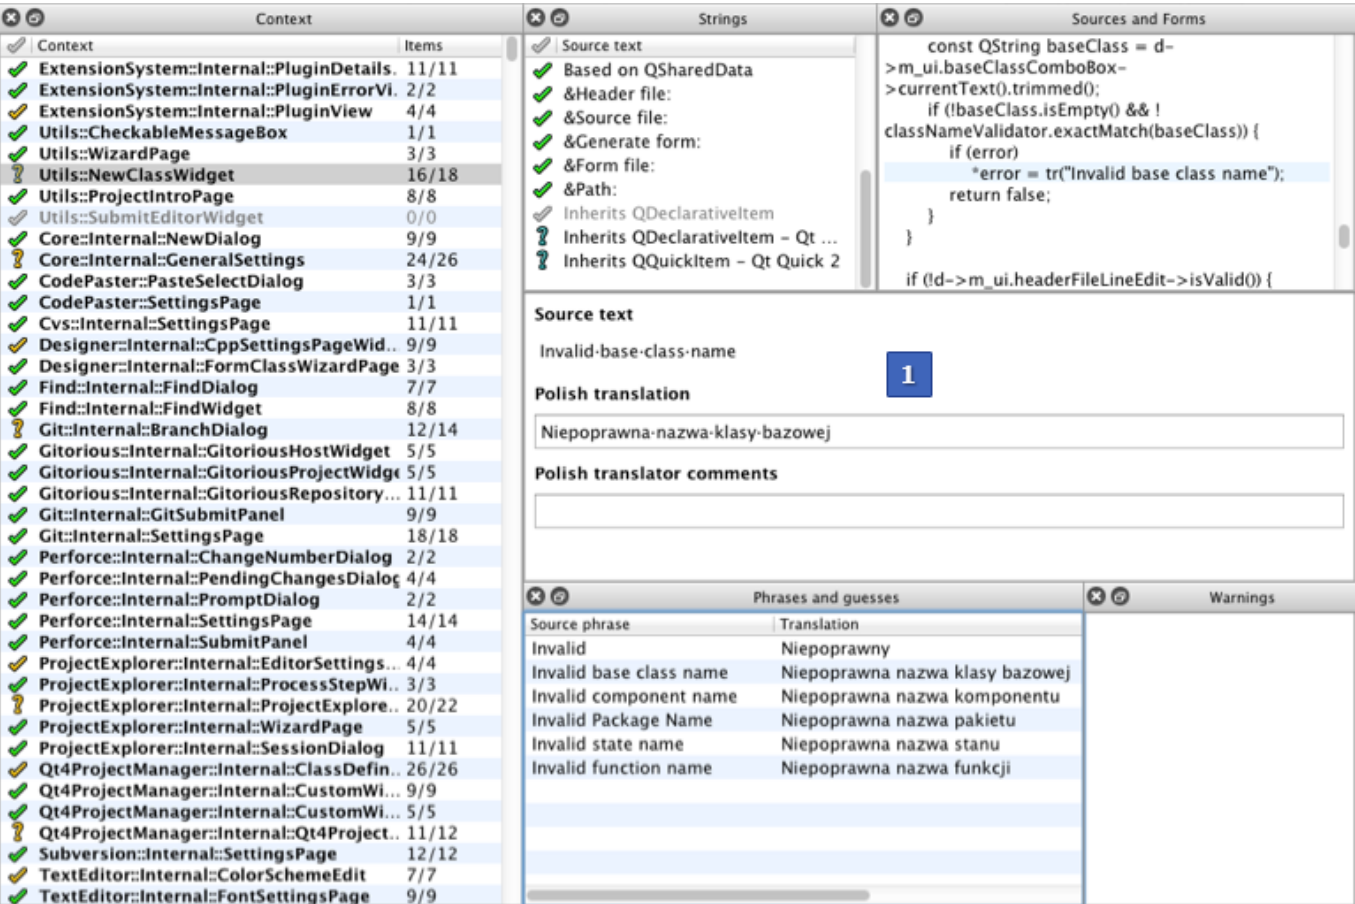 Context
Context Items
ExtensionSystem::Internal::PluginDetails. 11/11
ExtensionSystem::Internal::PluginErrorVi. 2/2
ExtensionSystem::Internal::PluginView 4/4
Utils::CheckableMessageBox 1/1
Utils::WizardPage 3/3
Utils::NewClassWidget 16/18
Utils::ProjectIntroPage 8/8
Utils::SubmitEditorWidget 0/0
Core::Internal::NewDialog 9/9
Core::Internal::GeneralSettings 24/26
CodePaster::PasteSelectDialog 3/3
CodePaster::SettingsPage 1/1
Cvs::Internal::SettingsPage 11/11
Designer::Internal::CppSettingsPageWid... 9/9
Designer::Internal::FormClassWizardPage 3/3
Find::Internal::FindDialog 7/7
Find::Internal::FindWidget 8/8
Git::Internal::BranchDialog 12/14
Gitorious::Internal::GitoriousHostWidget 5/5
Gitorious::Internal::GitoriousProjectWidge 5/5
Gitorious::Internal::GitoriousRepository... 11/11
Git::Internal::GitSubmitPanel 9/9
Git::Internal::SettingsPage 18/18
Perforce::Internal::ChangeNumberDialog 2/2
Perforce::Internal::PendingChangesDialog 4/4
Perforce::Internal::PromptDialog 2/2
Perforce::Internal::SettingsPage 14/14
Perforce::Internal::SubmitPanel 4/4
ProjectExplorer::Internal::EditorSettings... 4/4
ProjectExplorer::Internal::ProcessStepWi.. 3/3
ProjectExplorer::Internal::ProjectExplore.. 20/22
ProjectExplorer::Internal::WizardPage 5/5
ProjectExplorer::Internal::SessionDialog 11/11
Qt4ProjectManager::Internal::ClassDefin.. 26/26
Qt4ProjectManager::Internal::CustomWi... 9/9
Qt4ProjectManager::Internal::CustomWi... 5/5
Qt4ProjectManager::Internal::Qt4Project.. 11/12
Subversion::Internal::SettingsPage 12/12
TextEditor::Internal::ColorSchemeEdit 7/7
TextEditor::Internal::FontSettingsPage 9/9
Strings
Source text
Based on QSharedData
&Header file:
&Source file:
&Generate form:
&Form file:
&Path:
Inherits QDeclarativeItem
Inherits QDeclarativeItem - Qt ...
Inherits QQuickItem - Qt Quick 2
Sources and Forms
const QString baseClass = d-
>m_ui.baseClassComboBox-
>currentText().trimmed();
if (!baseClass.isEmpty() && !
classNameValidator.exactMatch(baseClass)) {
if (error)
*error = tr("Invalid base class name");
return false;
}
}
if (!d->m_ui.headerFileLineEdit->isValid()) {
Source text
Invalid·base·class·name
1
Polish translation
Niepoprawna·nazwa·klasy·bazowej
Polish translator comments
Phrases and guesses
Source phrase Translation
Invalid Niepoprawny
Invalid base class name Niepoprawna nazwa klasy bazowej
Invalid component name Niepoprawna nazwa komponentu
Invalid Package Name Niepoprawna nazwa pakietu
Invalid state name Niepoprawna nazwa stanu
Invalid function name Niepoprawna nazwa funkcji
Warnings